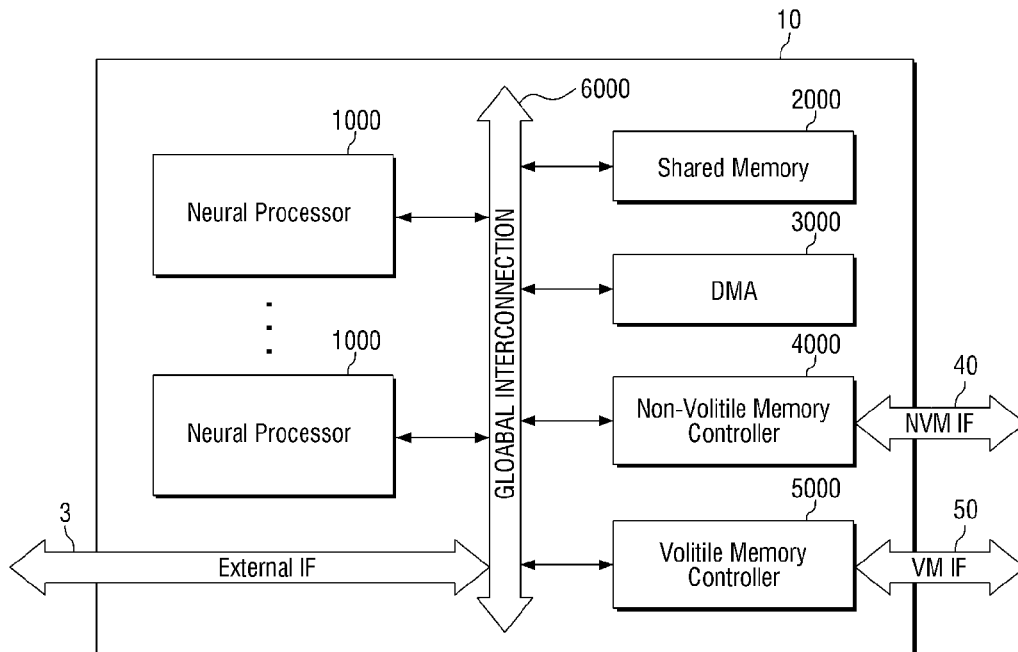 10
6000
1000
Neural Processor
2000
Shared Memory
3000
DMA
1000
Neural Processor
GLOABAL INTERCONNECTION
4000
Non-Volitile Memory
Controller
40
NVM IF
3
External IF
5000
Volitile Memory
Controller
50
VM IF